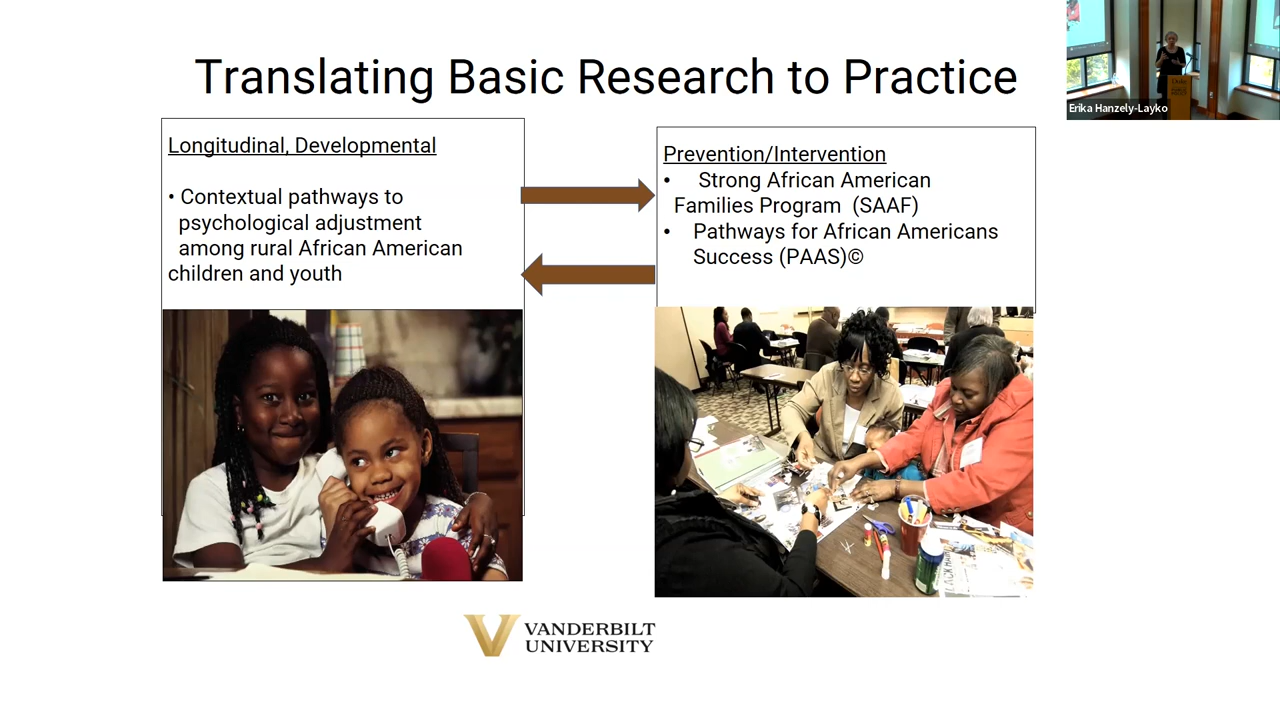 Translating Basic Research to Practice
Longitudinal, Developmental
• Contextual pathways to
psychological adjustment
among rural African American
children and youth
Prevention/Intervention
• Strong African American
Families Program (SAAF)
• Pathways for African Americans
Success (PAAS)©
VANDERBILT
UNIVERSITY
Erika Hanzely-Layko
Duke